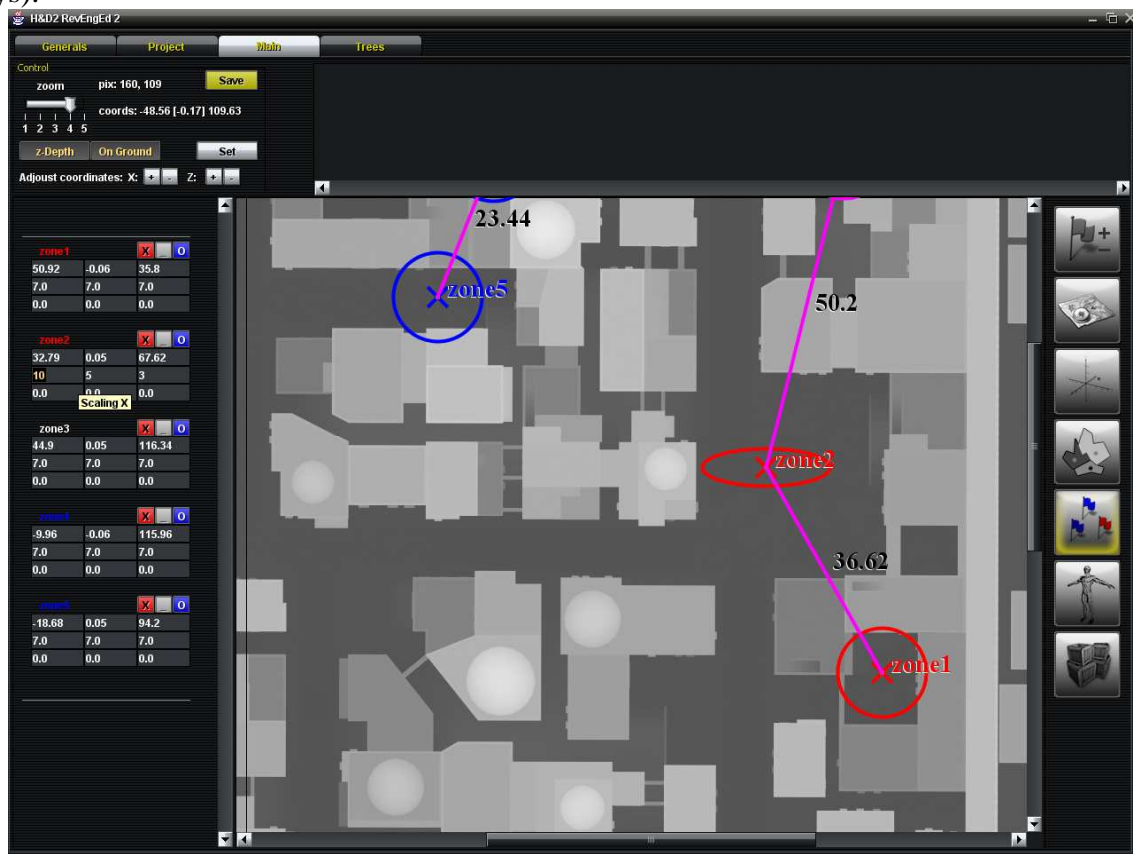 ys).
H&D2 RevEngEd 2
Generals Project Main Trees
Control
zoom pix: 160, 109 Save
coords: -48.56 [-0.17] 109.63
1 2 3 4 5
z-Depth On Ground Set
Adjoust coordinates: X: + - Z: + -
zone1 X _ O
50.92 -0.06 35.8
7.0 7.0 7.0
0.0 0.0 0.0
zone2 X _ O
32.79 0.05 67.62
10 5 3
0.0 0.0 0.0
Scaling X
zone3 X _ O
44.9 0.05 116.34
7.0 7.0 7.0
0.0 0.0 0.0
zone4 X _ O
-9.96 -0.06 115.96
7.0 7.0 7.0
0.0 0.0 0.0
zone5 X _ O
-18.68 0.05 94.2
7.0 7.0 7.0
0.0 0.0 0.0
23.44
zone5
50.2
zone2
36.62
zone1
+
-